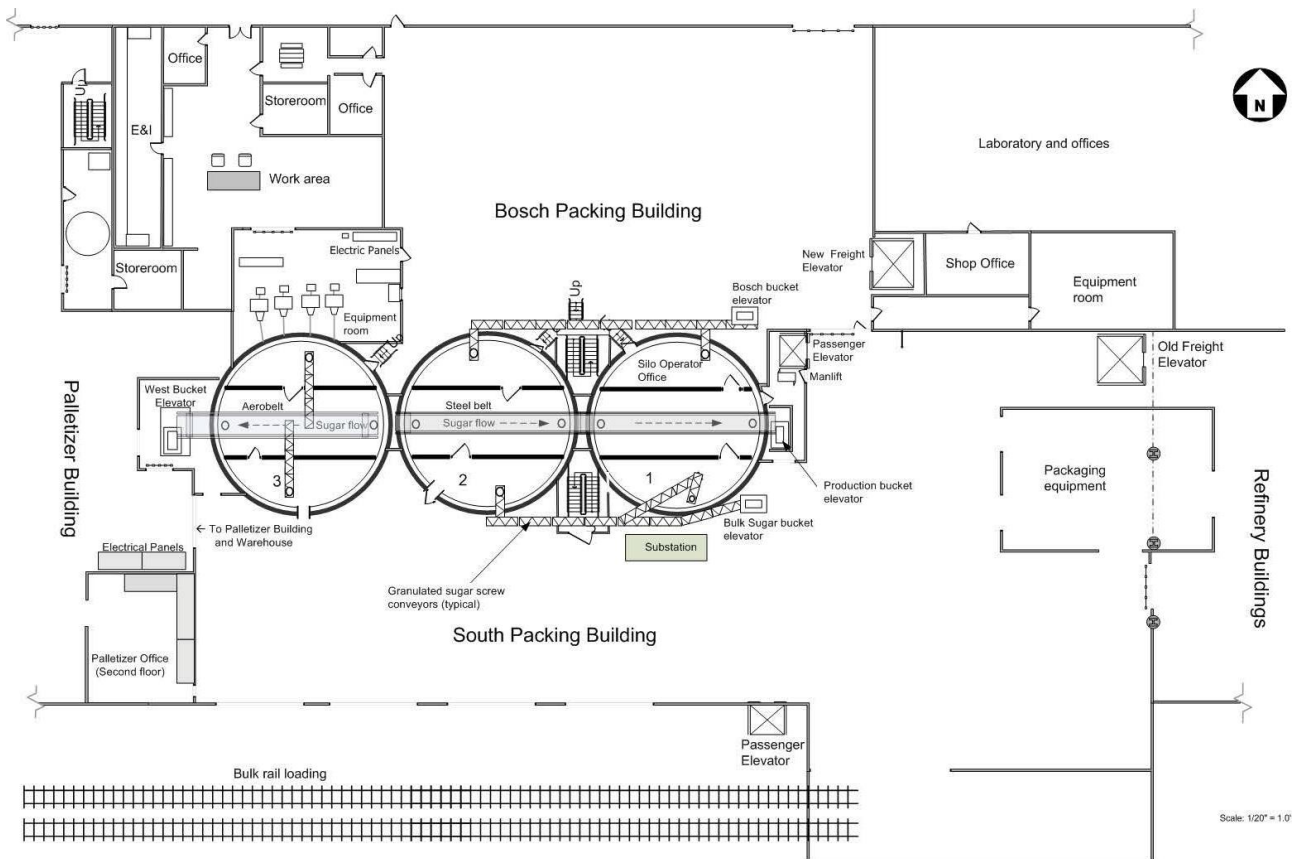 Office
Storeroom
Office
E&I
Up
Work area
Laboratory and offices
N
Bosch Packing Building
Storeroom
Electric Panels
Equipment
room
New Freight
Elevator
Shop Office
Equipment
room
Up
Bosch bucket
elevator
Up
Silo Operator
Office
Passenger
Elevator
Manlift
Old Freight
Elevator
West Bucket
Elevator
Aerobelt
Sugar flow
Steel belt
Sugar flow
Palletizer Building
3
2
1
Packaging
equipment
Production bucket
elevator
Refinery Buildings
← To Palletizer Building
and Warehouse
Bulk Sugar bucket
elevator
Electrical Panels
Substation
Granulated sugar screw
conveyors (typical)
South Packing Building
Palletizer Office
(Second floor)
Passenger
Elevator
Bulk rail loading
Scale: 1/20" = 1.0'